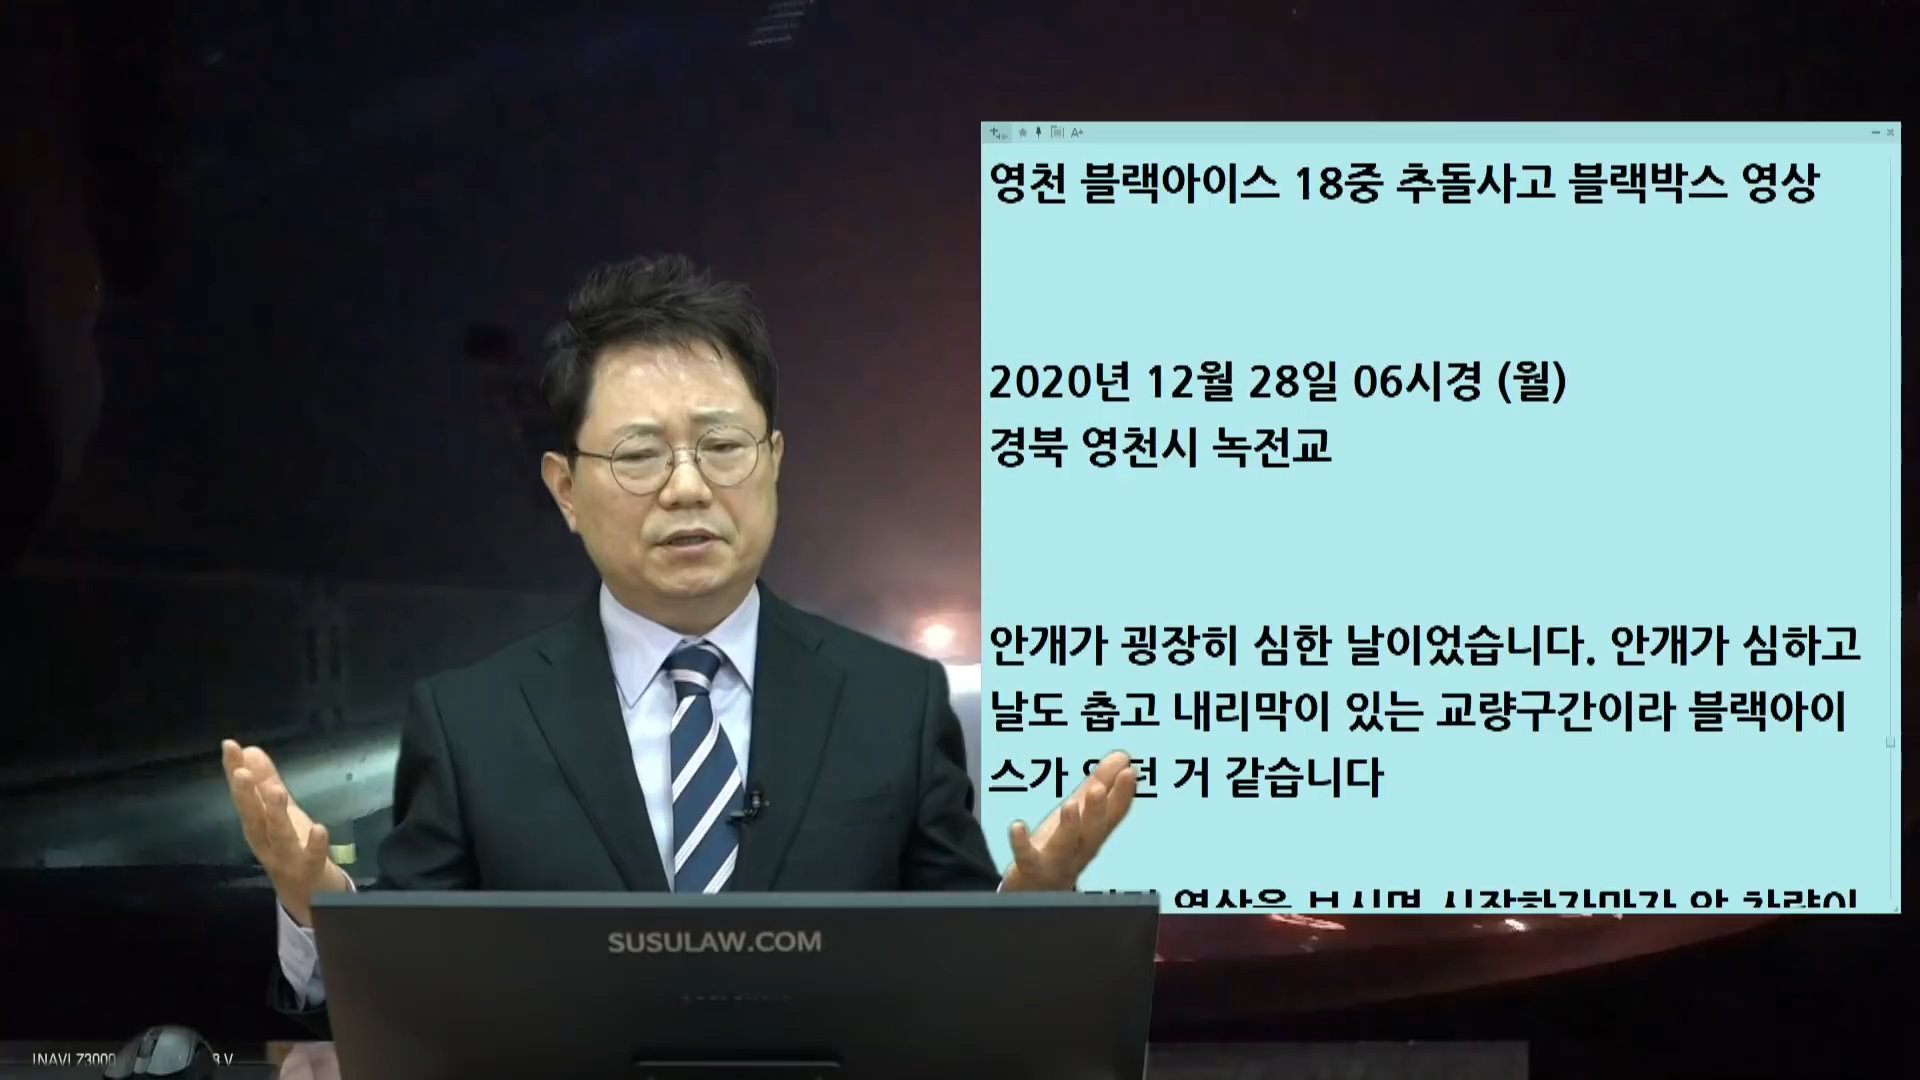 영천 블랙아이스 18중 추돌사고 블랙박스 영상
2020년 12월 28일 06시경 (월)
경북 영천시 녹전교
안개가 굉장히 심한 날이었습니다. 안개가 심하고
날도 춥고 내리막이 있는 교량구간이라 블랙아이
스가 거 같습니다
SUSULAW.COM
INAVI Z3000 V